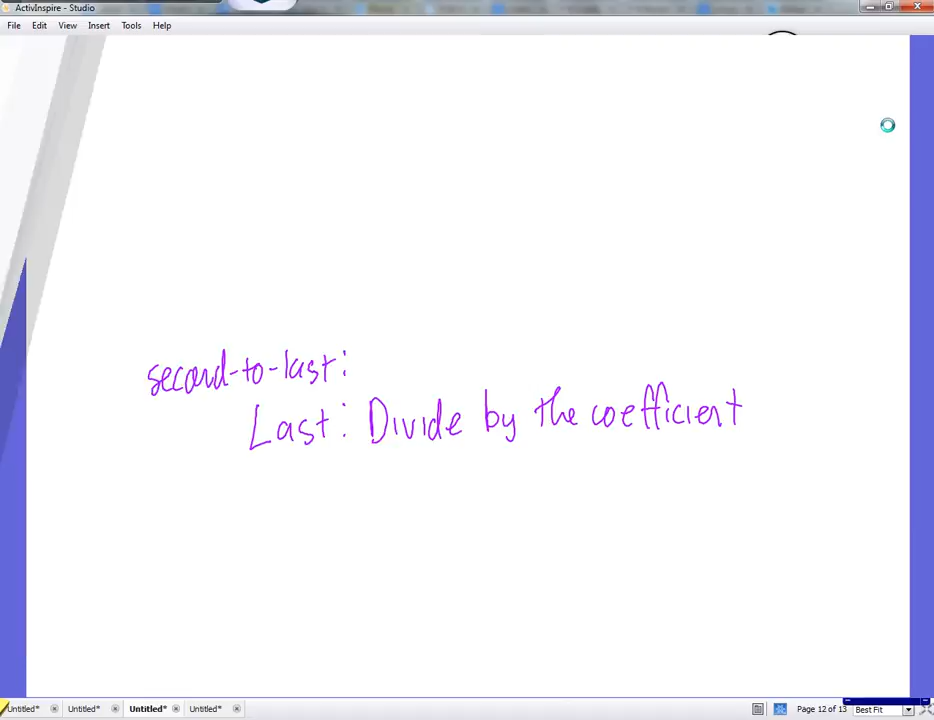 ActivInspire - Studio
File Edit View Insert Tools Help
second-to-last:
Last: Divide by the coefficient
Untitled* Untitled* Untitled* Untitled* Page 12 of 13 Best Fit